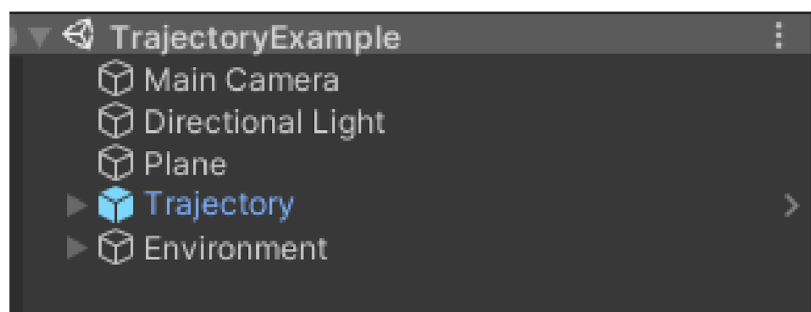 TrajectoryExample
Main Camera
Directional Light
Plane
Trajectory
Environment